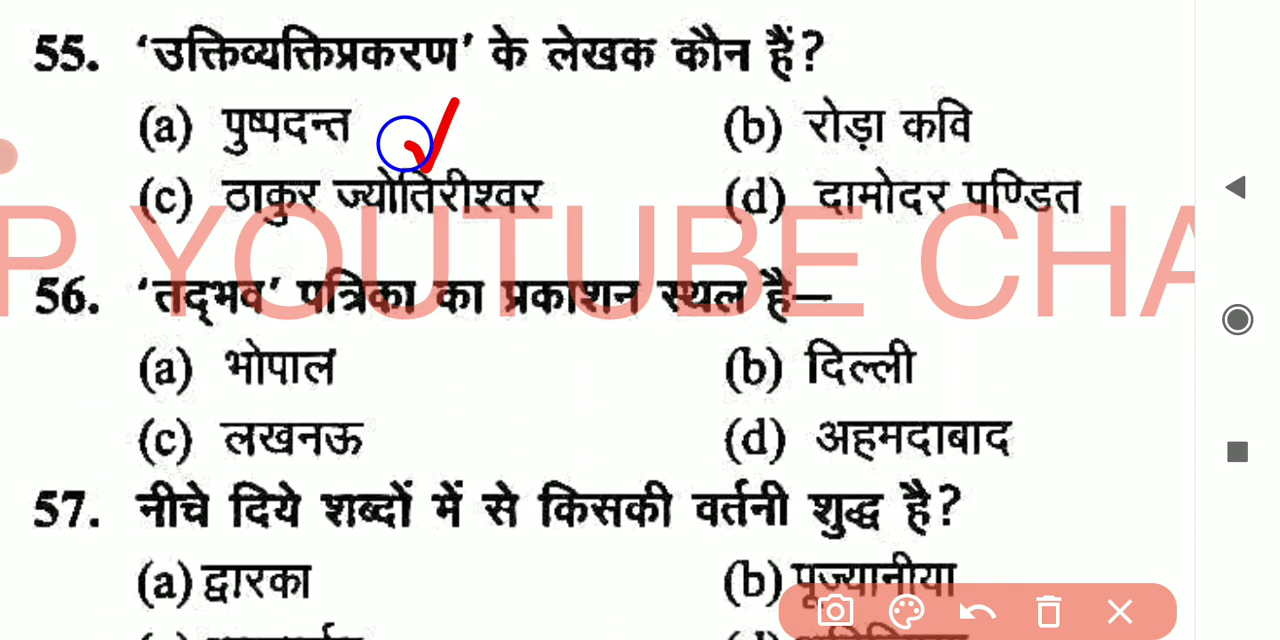 55. ‘उक्तिव्यक्तिप्रकरण’ के लेखक कौन हैं?
(a) पुष्पदन्त (b) रोड़ा कवि
(c) ठाकुर ज्योतिरीश्वर (d) दामोदर पण्डित
P YOUTUBE CHA
56. ‘तद्भव’ पत्रिका का प्रकाशन स्थल है—
(a) भोपाल (b) दिल्ली
(c) लखनऊ (d) अहमदाबाद
57. नीचे दिये शब्दों में से किसकी वर्तनी शुद्ध है?
(a) द्वारका (b) पूज्यानीया